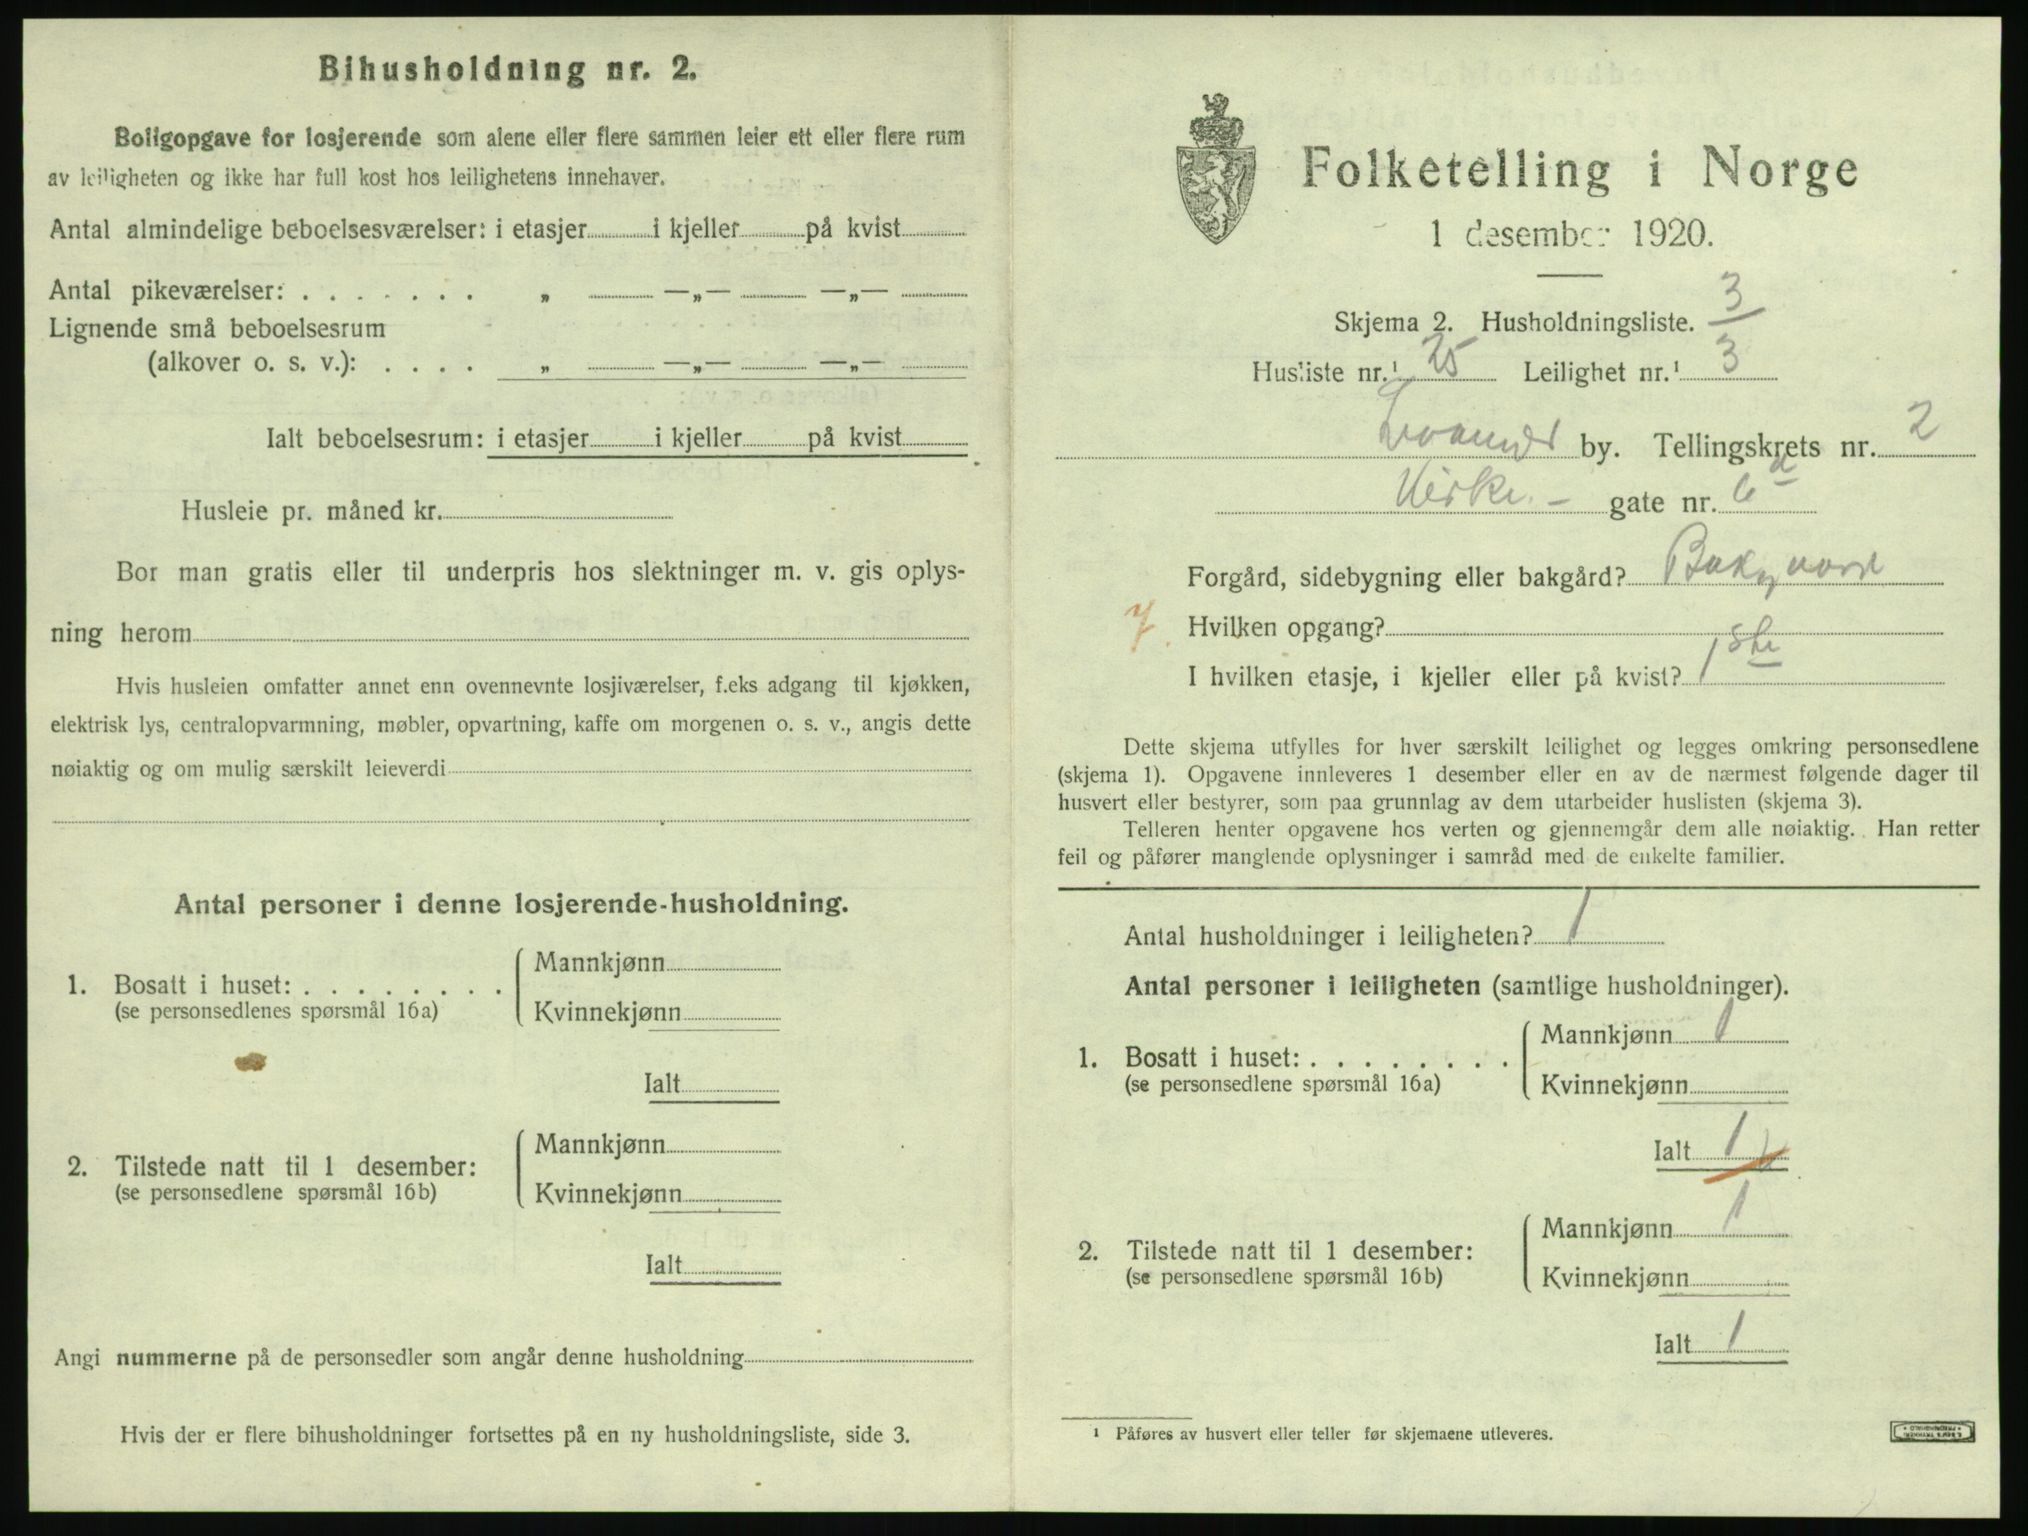 Bihusholdning nr. 2.
Boligopgave for losjerende som alene eller flere sammen leier ett eller flere rum
av leiligheten og ikke har full kost hos leilighetens innehaver.
Antal almindelige beboelsesværelser: i etasjer i kjeller på kvist
Antal pikeværelser: . . . . . . . „ —„— —„—
Lignende små beboelsesrum
(alkover o. s. v.): . . . . „ —„— —„—
Ialt beboelsesrum: i etasjer i kjeller på kvist
Husleie pr. måned kr.
Bor man gratis eller til underpris hos slektninger m. v. gis oplys-
ning herom
Hvis husleien omfatter annet enn ovennevnte losjiværelser, f.eks adgang til kjøkken,
elektrisk lys, centralopvarmning, møbler, opvartning, kaffe om morgenen o. s. v., angis dette
nøiaktig og om mulig særskilt leieverdi
Antal personer i denne losjerende-husholdning.
1. Bosatt i huset: . . . . . . . .
(se personsedlenes spørsmål 16a)
Mannkjønn
Kvinnekjønn
Ialt
2. Tilstede natt til 1 desember:
(se personsedlene spørsmål 16b)
Mannkjønn
Kvinnekjønn
Ialt
Angi nummerne på de personsedler som angår denne husholdning
Hvis der er flere bihusholdninger fortsettes på en ny husholdningsliste, side 3.
Folketelling i Norge
1 desember 1920.
Skjema 2. Husholdningsliste. 3
Husliste nr.¹ 25 Leilighet nr.¹ 3
by. Tellingskrets nr. 2
Kirke - gate nr. 6 d
Forgård, sidebygning eller bakgård? Bakgaard
7. Hvilken opgang?
I hvilken etasje, i kjeller eller på kvist? 1ste
Dette skjema utfylles for hver særskilt leilighet og legges omkring personsedlene
(skjema 1). Opgavene innleveres 1 desember eller en av de nærmest følgende dager til
husvert eller bestyrer, som paa grunnlag av dem utarbeider huslisten (skjema 3).
Telleren henter opgavene hos verten og gjennemgår dem alle nøiaktig. Han retter
feil og påfører manglende oplysninger i samråd med de enkelte familier.
Antal husholdninger i leiligheten? 1
Antal personer i leiligheten (samtlige husholdninger).
1. Bosatt i huset: . . . . . . . .
(se personsedlene spørsmål 16a)
Mannkjønn 1
Kvinnekjønn
Ialt 1
2. Tilstede natt til 1 desember:
(se personsedlene spørsmål 16b)
Mannkjønn 1
Kvinnekjønn
Ialt 1
¹ Påføres av husvert eller teller før skjemaene utleveres.